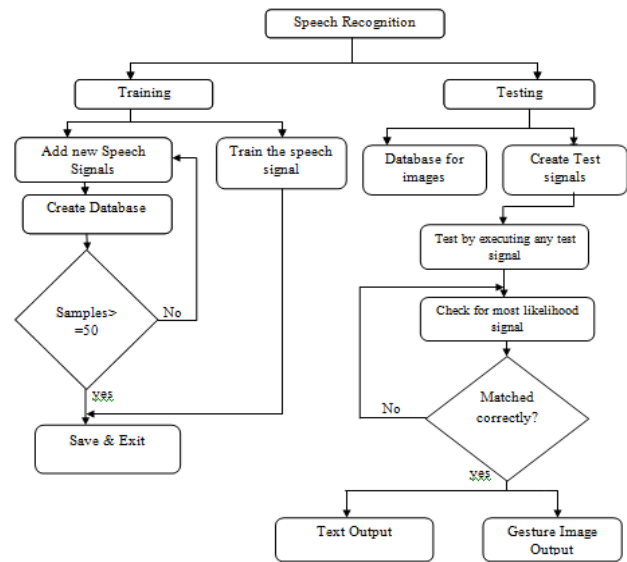 Speech Recognition
Training
Testing
Add new Speech
Signals
Train the speech
signal
Database for
images
Create Test
signals
Create Database
Test by executing any test
signal
Samples>
=50
No
Check for most likelihood
signal
Matched
correctly?
No
yes
Save & Exit
yes
Text Output
Gesture Image
Output